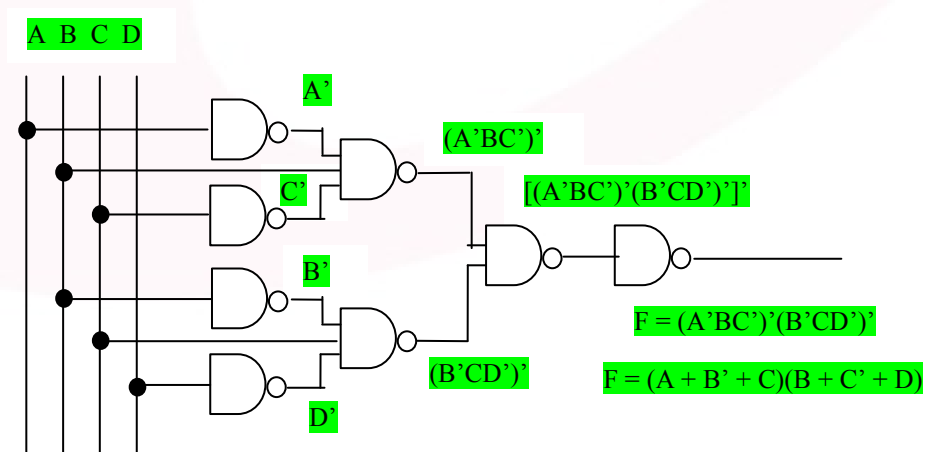 A B C D
A’
(A’BC’)’
C’
[(A’BC’)’(B’CD’)’]’
B’
F = (A’BC’)’(B’CD’)’
(B’CD’)’
F = (A + B’ + C)(B + C’ + D)
D’